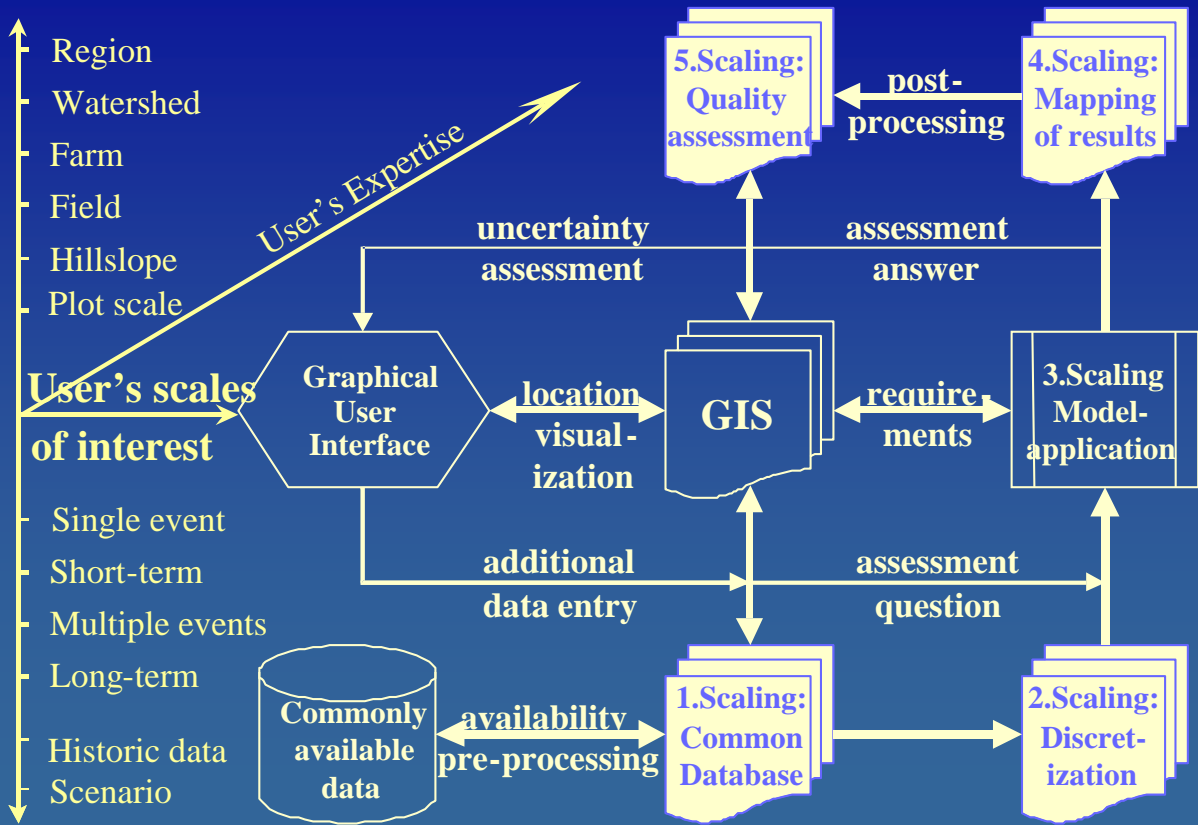 Region
Watershed
Farm
Field
Hillslope
Plot scale
User's Expertise
User's scales
of interest
Single event
Short-term
Multiple events
Long-term
Historic data
Scenario
5.Scaling:
Quality
assessment
post-
processing
4.Scaling:
Mapping
of results
uncertainty
assessment
assessment
answer
Graphical
User
Interface
location
visual-
ization
GIS
require-
ments
3.Scaling
Model-
application
additional
data entry
assessment
question
Commonly
available
data
availability
pre-processing
1.Scaling:
Common
Database
2.Scaling:
Discret-
ization